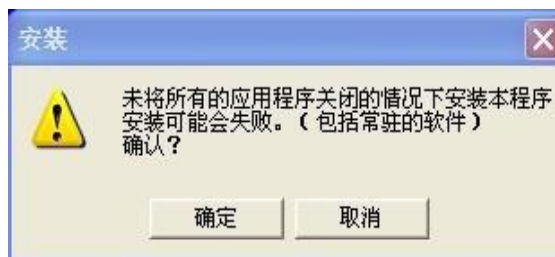 安装
未将所有的应用程序关闭的情况下安装本程序
安装可能会失败。(包括常驻的软件)
确认?
确定
取消